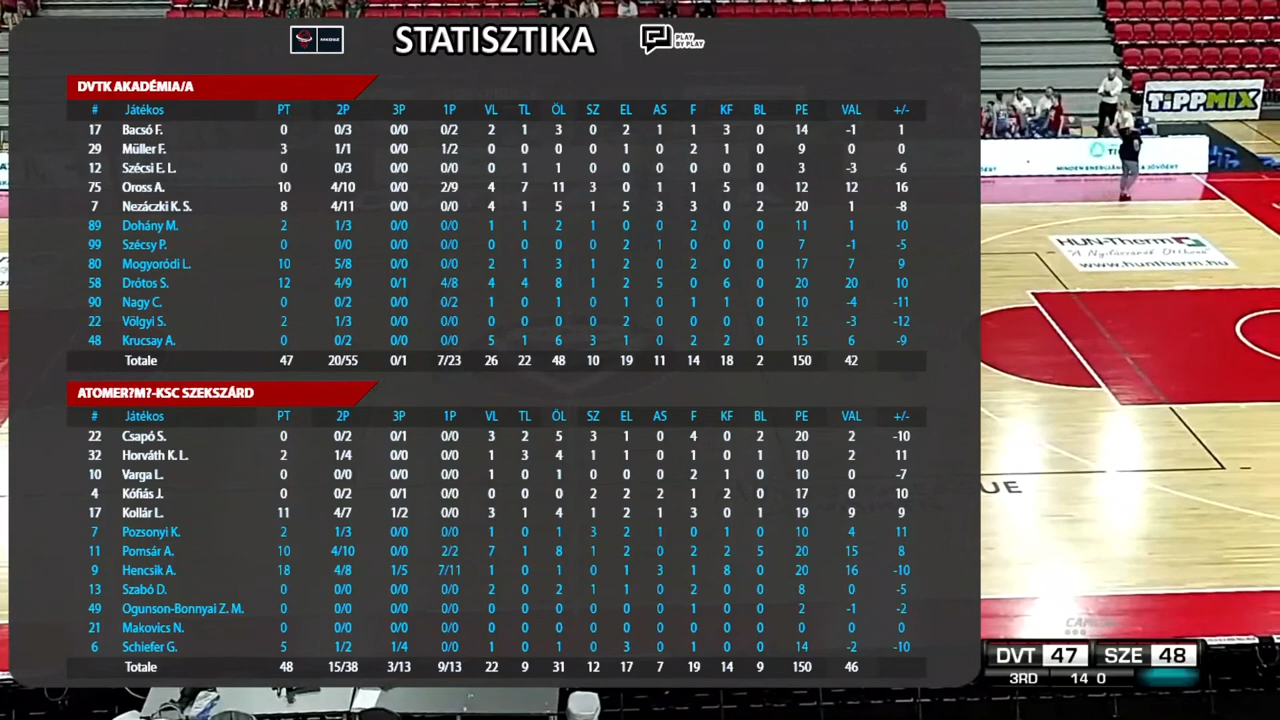 STATISZTIKA
PLAY BY PLAY
DVTK AKADÉMIA/A
# Játékos PT 2P 3P 1P VL TL ÖL SZ EL AS F KF BL PE VAL +/-
17 Bacsó F. 0 0/3 0/0 1/2 2 1 3 0 2 1 1 3 0 14 -1 1
29 Müller F. 3 1/1 0/0 1/2 0 0 0 0 1 0 2 1 0 9 0 0
12 Szécsi E. L. 0 0/3 0/0 0/0 0 1 1 0 0 0 0 0 0 3 -3 -6
75 Oross A. 10 4/10 0/0 2/9 4 7 11 3 0 1 1 5 0 12 12 16
7 Nezáczki K. S. 8 4/11 0/0 0/0 4 1 5 1 5 3 3 0 2 20 1 -8
89 Dohány M. 2 1/3 0/0 0/0 1 1 2 1 0 0 2 0 0 11 1 10
99 Szécsy P. 0 0/0 0/0 0/0 0 0 0 0 2 1 0 0 0 7 -1 -5
80 Mogyoródi L. 10 5/8 0/0 0/0 2 1 3 1 2 0 2 0 0 17 7 9
58 Drótos S. 12 4/9 0/1 4/8 4 4 8 1 2 5 0 6 0 20 20 10
90 Nagy C. 0 0/2 0/0 0/2 1 0 1 0 1 0 1 1 0 10 -4 -11
22 Völgyi S. 2 1/3 0/0 0/0 0 0 0 0 2 0 0 0 0 12 -3 -12
48 Krucsay A. 0 0/2 0/0 0/0 5 1 6 3 1 0 2 2 0 15 6 -9
Totale 47 20/55 0/1 7/23 26 22 48 10 19 11 14 18 2 150 42
ATOMER?M?-KSC SZEKSZÁRD
# Játékos PT 2P 3P 1P VL TL ÖL SZ EL AS F KF BL PE VAL +/-
22 Csapó S. 0 0/2 0/1 0/0 3 2 5 3 1 0 4 0 2 20 2 -10
32 Horváth K. L. 2 1/4 0/0 0/0 1 3 4 1 1 0 1 0 1 10 2 11
10 Varga L. 0 0/0 0/0 0/0 1 0 1 0 0 0 2 1 0 10 0 -7
4 Kófiás J. 0 0/2 0/1 0/0 0 0 0 2 2 2 1 2 0 17 0 10
17 Kollár L. 11 4/7 1/2 0/0 3 1 4 1 2 1 3 0 1 19 9 9
7 Pozsonyi K. 2 1/3 0/0 0/0 1 0 1 3 2 1 0 1 0 10 4 11
11 Pomsár A. 10 4/10 0/0 2/2 7 1 8 1 2 0 2 2 5 20 15 8
9 Hencsik A. 18 4/8 1/5 7/11 1 0 1 0 1 3 1 8 0 20 16 -10
13 Szabó D. 0 0/0 0/0 0/0 2 0 2 1 1 0 2 0 0 8 0 -5
49 Ogunson-Bonnyai Z. M. 0 0/0 0/0 0/0 0 0 0 0 0 0 1 0 0 2 -1 -2
21 Makovics N. 0 0/0 0/0 0/0 0 0 0 0 0 0 0 0 0 0 0 0
6 Schiefer G. 5 1/2 1/4 0/0 1 0 1 0 3 0 1 0 0 14 -2 -10
Totale 48 15/38 3/13 9/13 22 9 31 12 17 7 19 14 9 150 46
TiPPMIX
HUN-Therm
"A Nyílászárók Otthona"
www.huntherm.hu
DVT 47 SZE 48
3RD 14 0